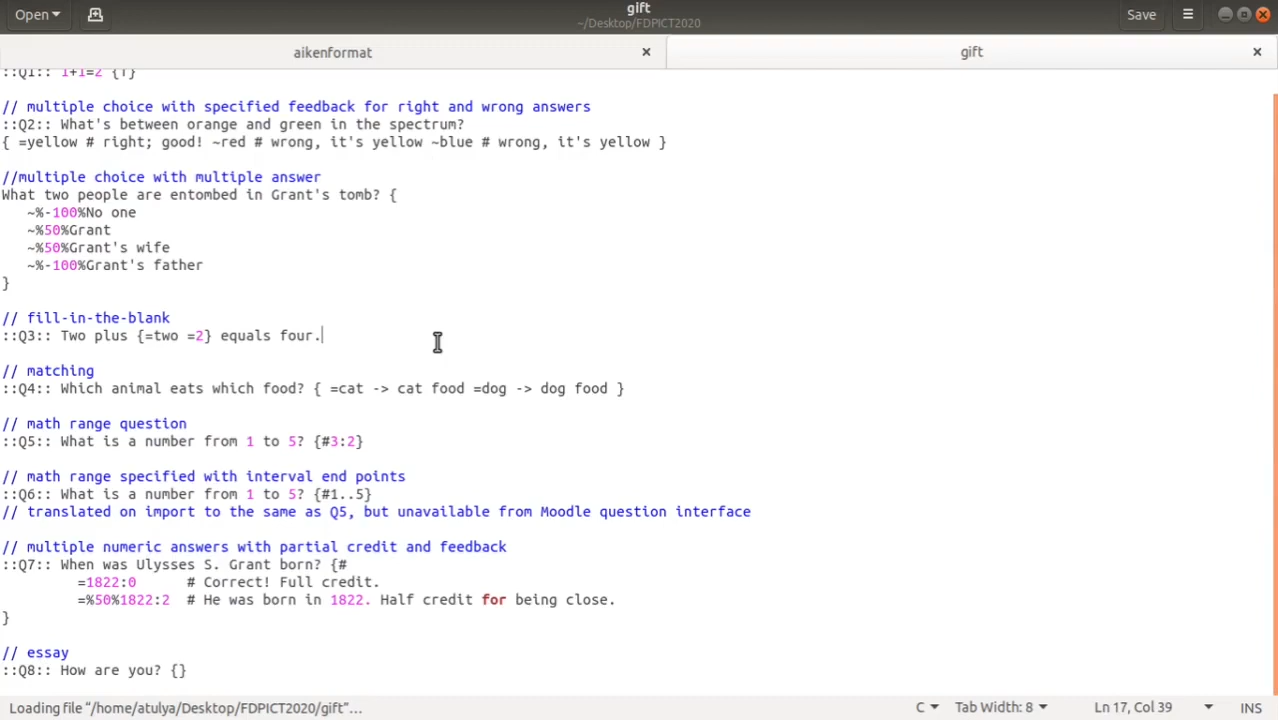 Open
gift
~/Desktop/FDPICT2020
Save
aikenformat
gift
::Q1:: 1+1=2 {T}
// multiple choice with specified feedback for right and wrong answers
::Q2:: What's between orange and green in the spectrum?
{ =yellow # right; good! ~red # wrong, it's yellow ~blue # wrong, it's yellow }
//multiple choice with multiple answer
What two people are entombed in Grant's tomb? {
~%-100%No one
~%50%Grant
~%50%Grant's wife
~%-100%Grant's father
}
// fill-in-the-blank
::Q3:: Two plus {=two =2} equals four.
// matching
::Q4:: Which animal eats which food? { =cat -> cat food =dog -> dog food }
// math range question
::Q5:: What is a number from 1 to 5? {#3:2}
// math range specified with interval end points
::Q6:: What is a number from 1 to 5? {#1..5}
// translated on import to the same as Q5, but unavailable from Moodle question interface
// multiple numeric answers with partial credit and feedback
::Q7:: When was Ulysses S. Grant born? {#
=1822:0 # Correct! Full credit.
=%50%1822:2 # He was born in 1822. Half credit for being close.
}
// essay
::Q8:: How are you? {}
Loading file “/home/atulya/Desktop/FDPICT2020/gift”… C Tab Width: 8 Ln 17, Col 39 INS